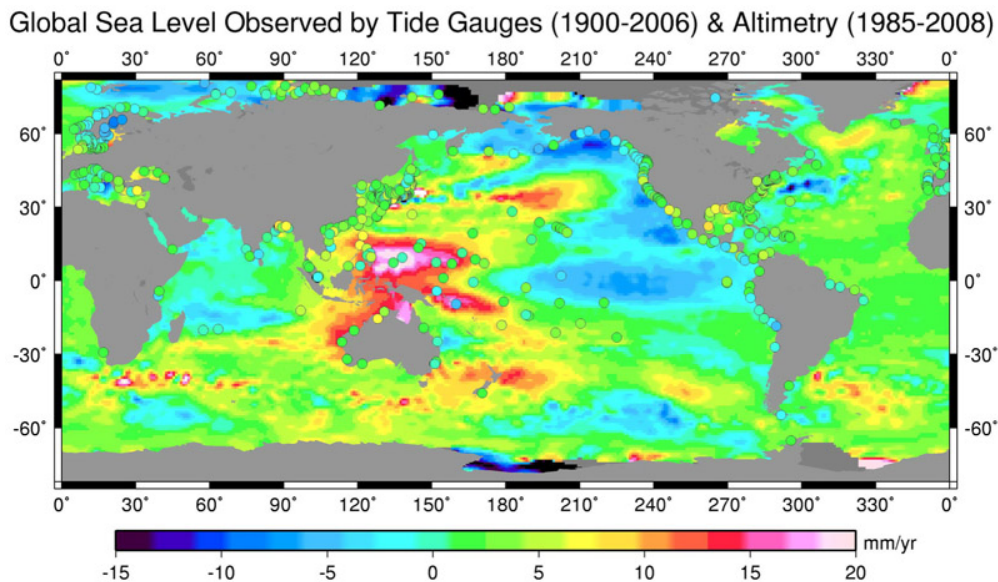 Global Sea Level Observed by Tide Gauges (1900-2006) & Altimetry (1985-2008)
0° 30° 60° 90° 120° 150° 180° 210° 240° 270° 300° 330° 0°
60° 60°
30° 30°
0° 0°
-30° -30°
-60° -60°
0° 30° 60° 90° 120° 150° 180° 210° 240° 270° 300° 330° 0°
mm/yr
-15 -10 -5 0 5 10 15 20